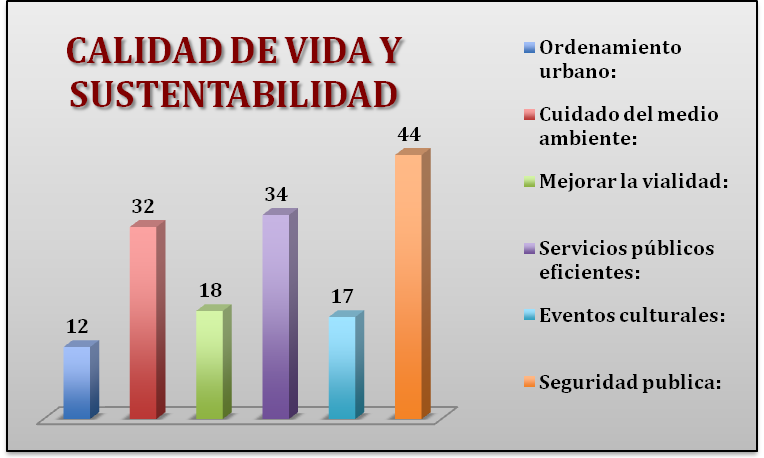 CALIDAD DE VIDA Y
SUSTENTABILIDAD
12
32
18
34
17
44
Ordenamiento
urbano:
Cuidado del medio
ambiente:
Mejorar la vialidad:
Servicios públicos
eficientes:
Eventos culturales:
Seguridad publica: